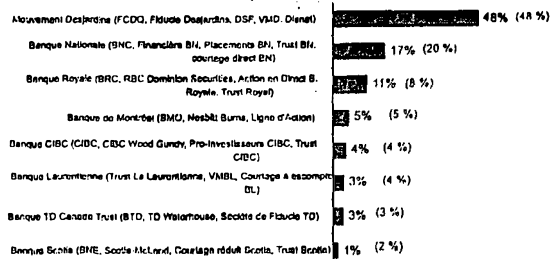 Mouvement Desjardins (FCDQ, Fiducie Desjardins, DSF, VMD, Disnat) 48% (48 %)
Banque Nationale (BNC, Financière BN, Placements BN, Trust BN, courtage direct BN) 17% (20 %)
Banque Royale (BRC, RBC Dominion Securities, Action en Direct B. Royale, Trust Royal) 11% (8 %)
Banque de Montréal (BMO, Nesbitt Burns, Ligne d'Action) 5% (5 %)
Banque CIBC (CIBC, CIBC Wood Gundy, Pro-Investisseurs CIBC, Trust CIBC) 4% (4 %)
Banque Laurentienne (Trust La Laurentienne, VMBL, Courtage à escompte BL) 3% (4 %)
Banque TD Canada Trust (BTD, TD Waterhouse, Société de Fiducie TD) 3% (3 %)
Banque Scotia (BNE, Scotia McLeod, Courtage réduit Scotia, Trust Scotia) 1% (2 %)